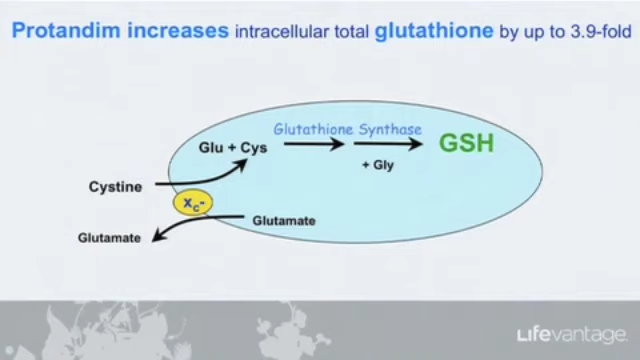 Protandim increases intracellular total glutathione by up to 3.9-fold
Glutathione Synthase
Glu + Cys
GSH
+ Gly
Cystine
xc-
Glutamate
Glutamate
Lifevantage